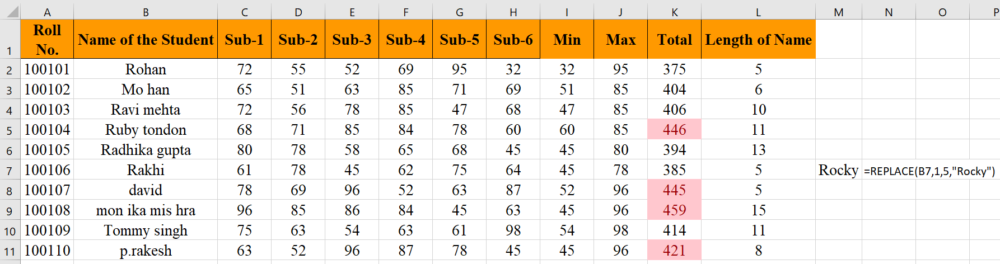 A B C D E F G H I J K L M N O P
1 Roll No. Name of the Student Sub-1 Sub-2 Sub-3 Sub-4 Sub-5 Sub-6 Min Max Total Length of Name
2 100101 Rohan 72 55 52 69 95 32 32 95 375 5
3 100102 Mo han 65 51 63 85 71 69 51 85 404 6
4 100103 Ravi mehta 72 56 78 85 47 68 47 85 406 10
5 100104 Ruby tondon 68 71 85 84 78 60 60 85 446 11
6 100105 Radhika gupta 80 78 58 65 68 45 45 80 394 13
7 100106 Rakhi 61 78 45 62 75 64 45 78 385 5 Rocky =REPLACE(B7,1,5,"Rocky")
8 100107 david 78 69 96 52 63 87 52 96 445 5
9 100108 mon ika mis hra 96 85 86 84 45 63 45 96 459 15
10 100109 Tommy singh 75 63 54 63 61 98 54 98 414 11
11 100110 p.rakesh 63 52 96 87 78 45 45 96 421 8